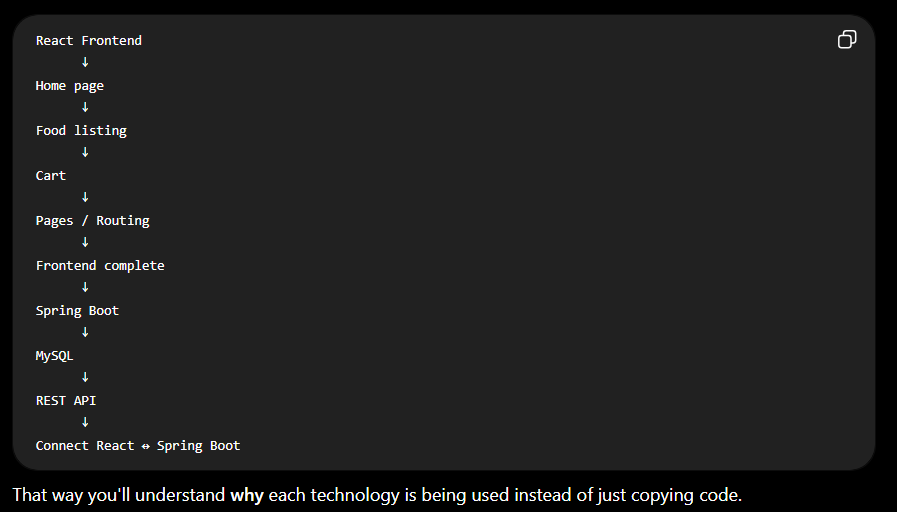 React Frontend
↓
Home page
↓
Food listing
↓
Cart
↓
Pages / Routing
↓
Frontend complete
↓
Spring Boot
↓
MySQL
↓
REST API
↓
Connect React ↔ Spring Boot
That way you'll understand why each technology is being used instead of just copying code.